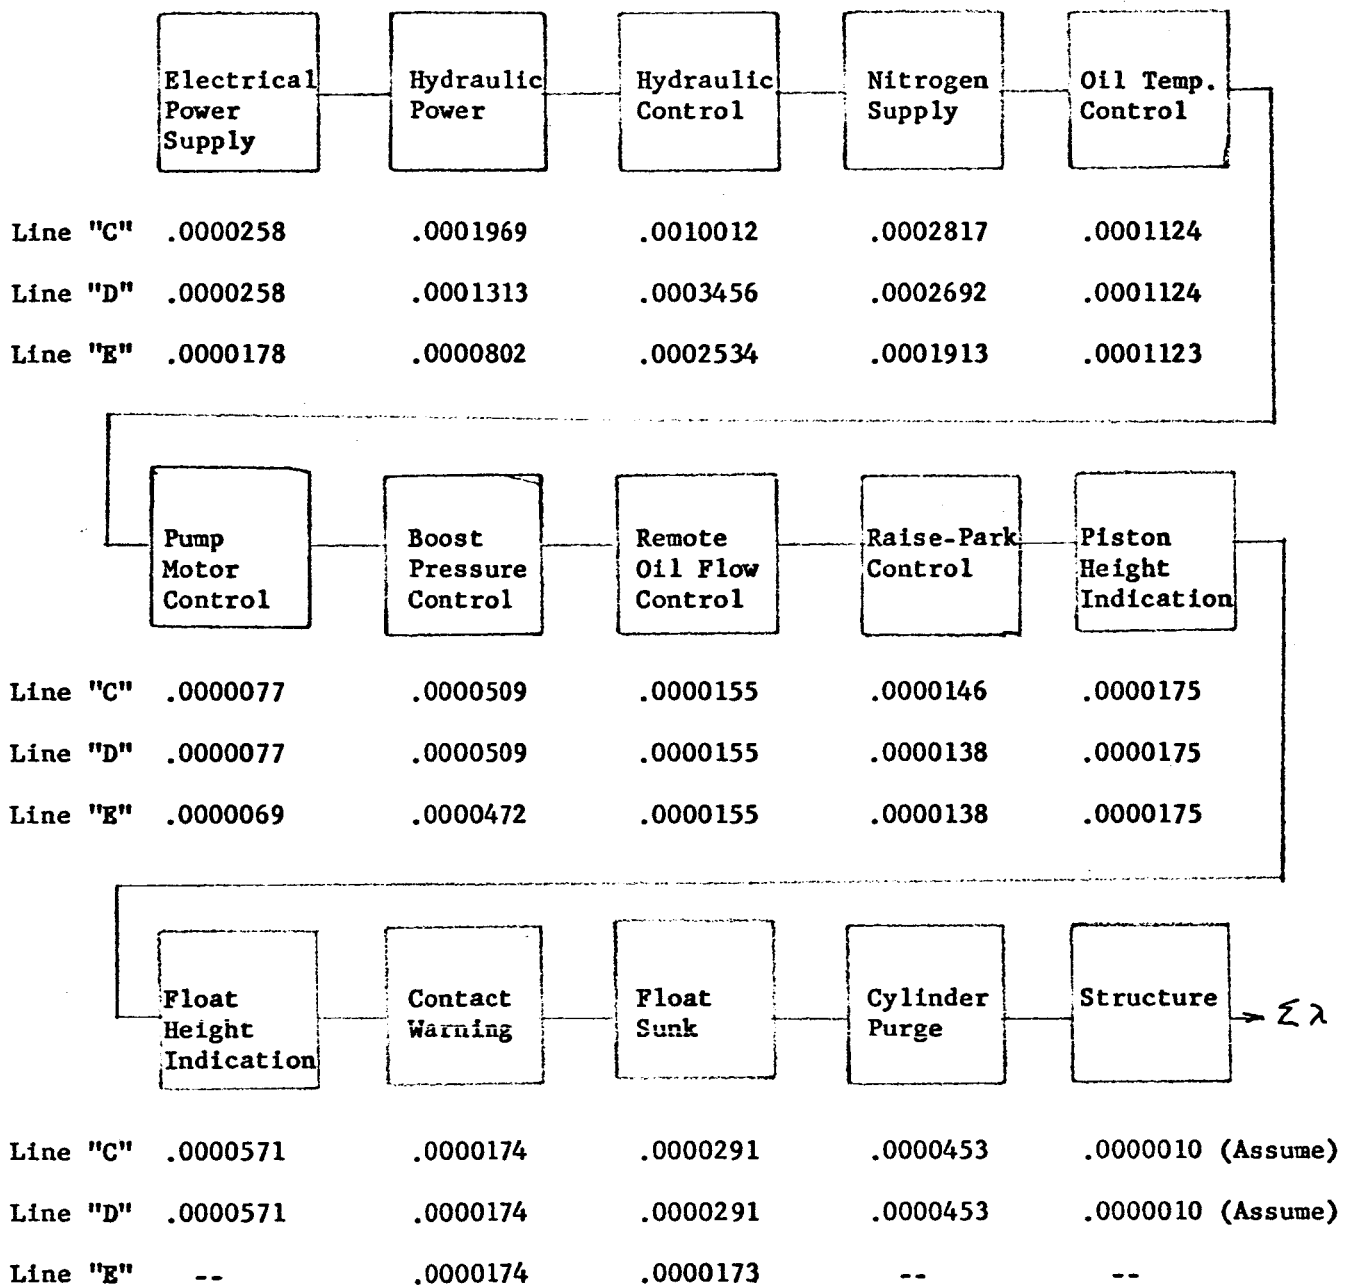 Electrical Power Supply
Hydraulic Power
Hydraulic Control
Nitrogen Supply
Oil Temp. Control
Line "C" .0000258 .0001969 .0010012 .0002817 .0001124
Line "D" .0000258 .0001313 .0003456 .0002692 .0001124
Line "E" .0000178 .0000802 .0002534 .0001913 .0001123
Pump Motor Control
Boost Pressure Control
Remote Oil Flow Control
Raise-Park Control
Piston Height Indication
Line "C" .0000077 .0000509 .0000155 .0000146 .0000175
Line "D" .0000077 .0000509 .0000155 .0000138 .0000175
Line "E" .0000069 .0000472 .0000155 .0000138 .0000175
Float Height Indication
Contact Warning
Float Sunk
Cylinder Purge
Structure
Σλ
Line "C" .0000571 .0000174 .0000291 .0000453 .0000010 (Assume)
Line "D" .0000571 .0000174 .0000291 .0000453 .0000010 (Assume)
Line "E" -- .0000174 .0000173 -- --